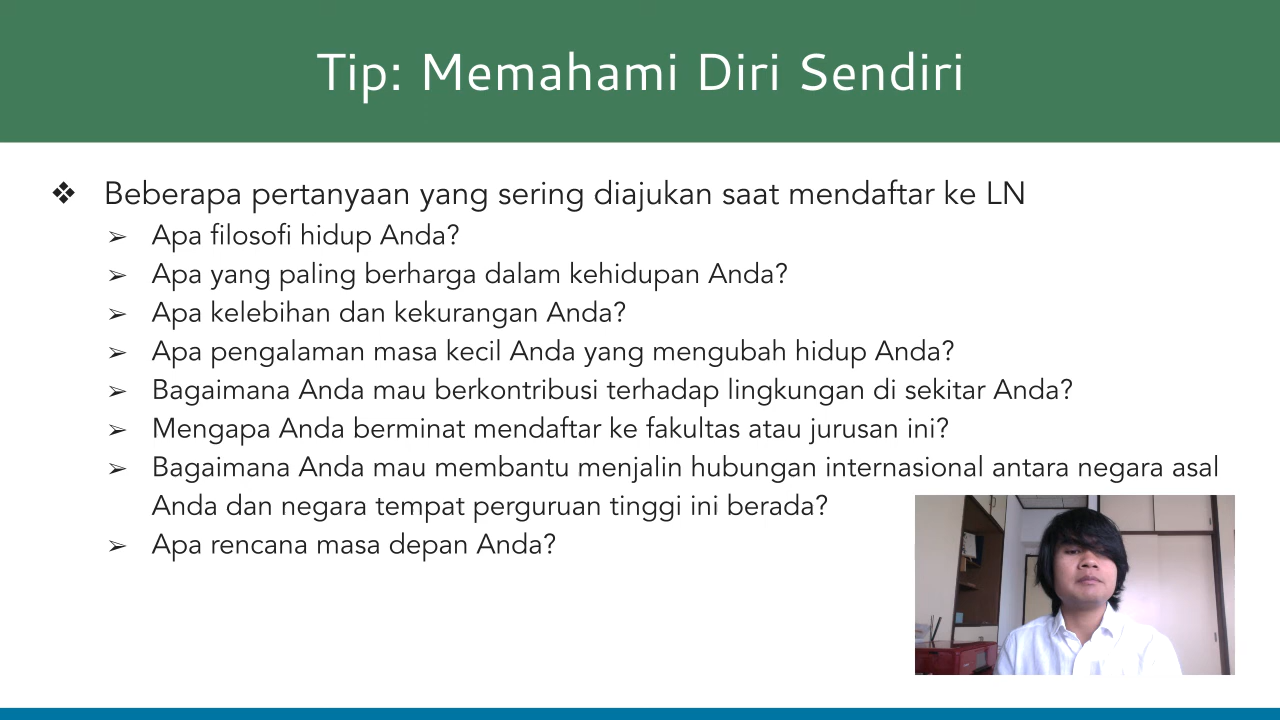 Tip: Memahami Diri Sendiri
❖ Beberapa pertanyaan yang sering diajukan saat mendaftar ke LN
➢ Apa filosofi hidup Anda?
➢ Apa yang paling berharga dalam kehidupan Anda?
➢ Apa kelebihan dan kekurangan Anda?
➢ Apa pengalaman masa kecil Anda yang mengubah hidup Anda?
➢ Bagaimana Anda mau berkontribusi terhadap lingkungan di sekitar Anda?
➢ Mengapa Anda berminat mendaftar ke fakultas atau jurusan ini?
➢ Bagaimana Anda mau membantu menjalin hubungan internasional antara negara asal
Anda dan negara tempat perguruan tinggi ini berada?
➢ Apa rencana masa depan Anda?